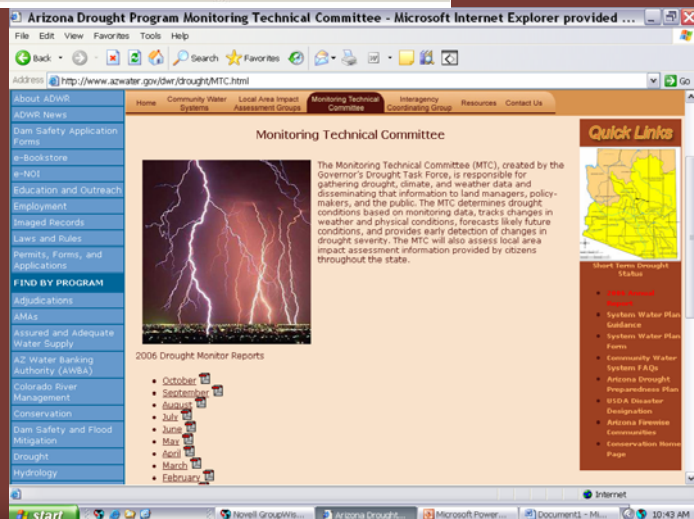 Arizona Drought Program Monitoring Technical Committee - Microsoft Internet Explorer provided ...
File Edit View Favorites Tools Help
Back Search Favorites
Address http://www.azwater.gov/dwr/drought/MTC.html Go
About ADWR
ADWR News
Dam Safety Application
Forms
e-Bookstore
e-NOI
Education and Outreach
Employment
Imaged Records
Laws and Rules
Permits, Forms, and
Applications
FIND BY PROGRAM
Adjudications
AMAs
Assured and Adequate
Water Supply
AZ Water Banking
Authority (AWBA)
Colorado River
Management
Conservation
Dam Safety and Flood
Mitigation
Drought
Hydrology
Home
Community Water
Systems
Local Area Impact
Assessment Groups
Monitoring Technical
Committee
Interagency
Coordinating Group
Resources
Contact Us
Monitoring Technical Committee
The Monitoring Technical Committee (MTC), created by the
Governor's Drought Task Force, is responsible for
gathering drought, climate, and weather data and
disseminating that information to land managers, policy-
makers, and the public. The MTC determines drought
conditions based on monitoring data, tracks changes in
weather and physical conditions, forecasts likely future
conditions, and provides early detection of changes in
drought severity. The MTC will also assess local area
impact assessment information provided by citizens
throughout the state.
2006 Drought Monitor Reports
October
September
August
July
June
May
April
March
February
Quick Links
Short Term Drought
Status
Report
System Water Plan
Guidance
System Water Plan
Form
Community Water
System FAQs
Arizona Drought
Preparedness Plan
USDA Disaster
Designation
Arizona Firewise
Communities
Conservation Home
Page
Internet
start
Novell GroupWis...
Arizona Drought...
Microsoft Power...
Document1 - Mi...
10:43 AM